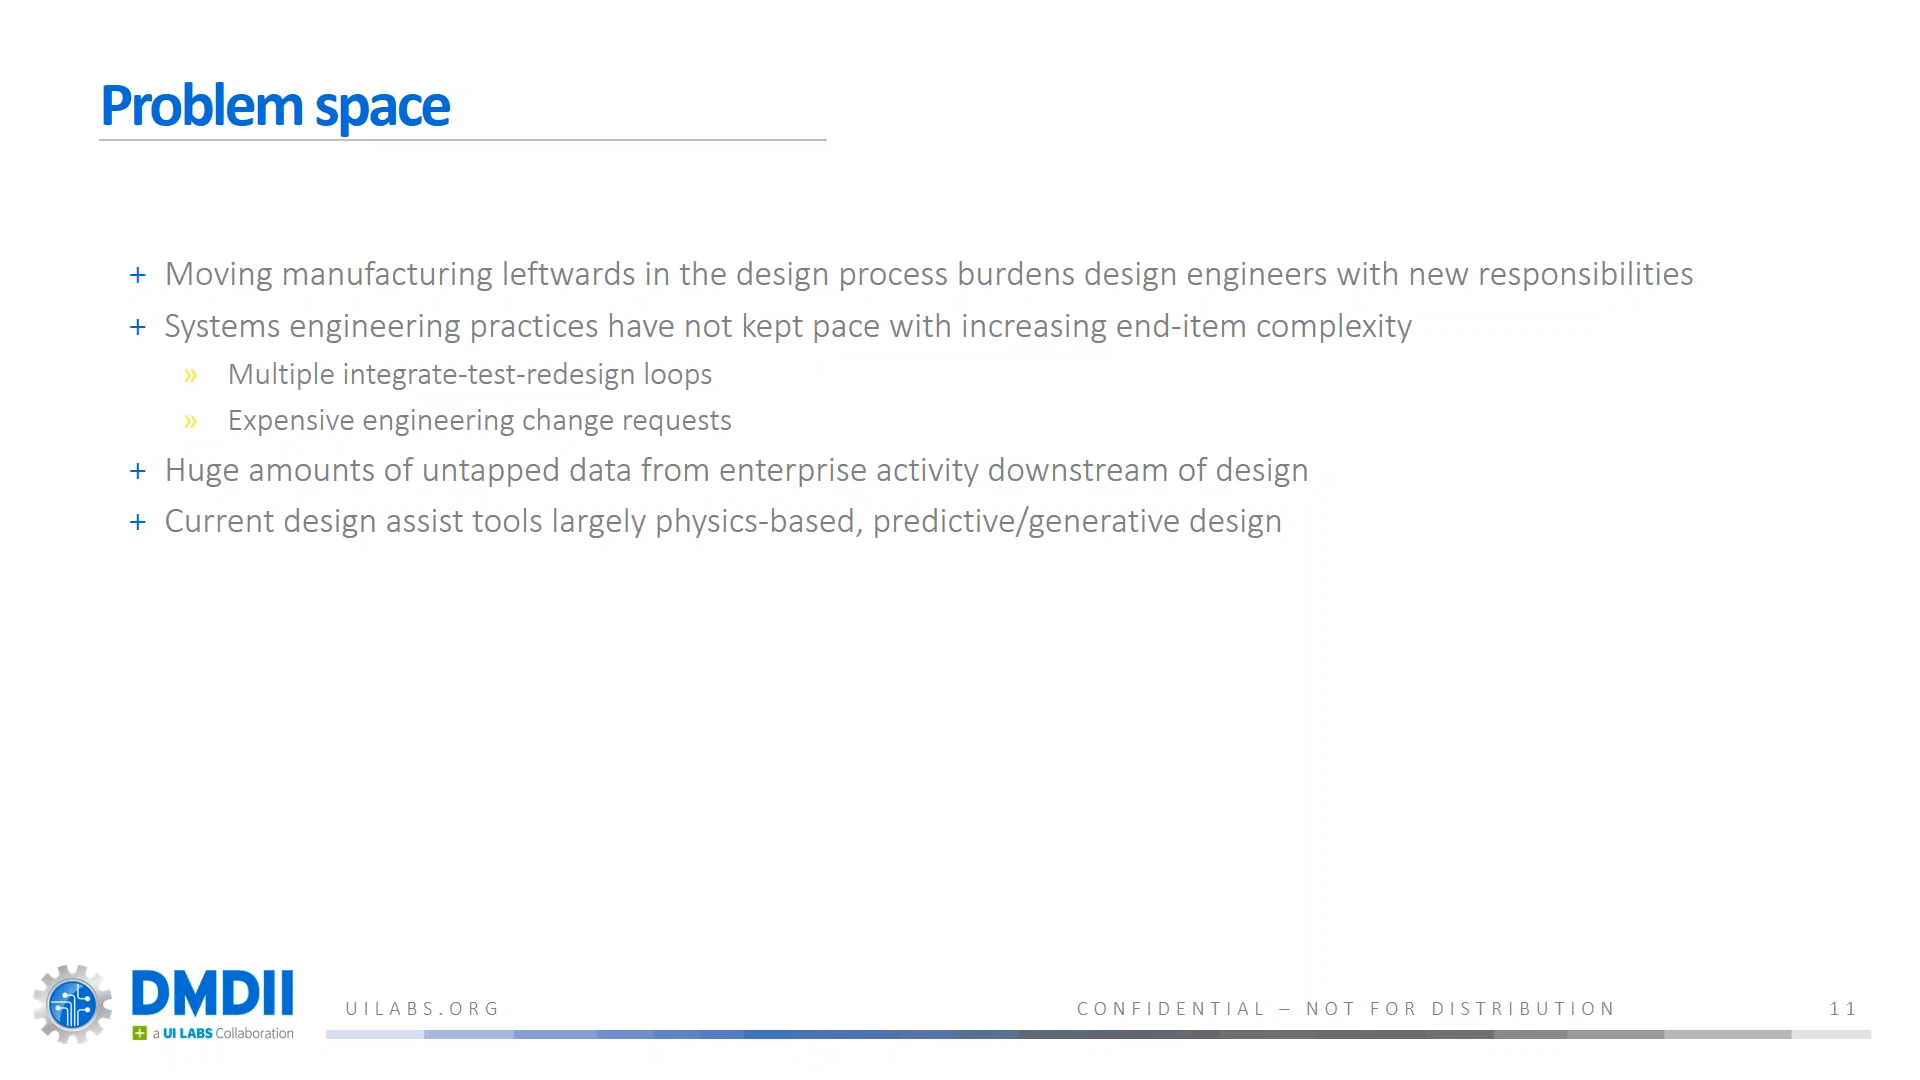 Problem space
+ Moving manufacturing leftwards in the design process burdens design engineers with new responsibilities
+ Systems engineering practices have not kept pace with increasing end-item complexity
» Multiple integrate-test-redesign loops
» Expensive engineering change requests
+ Huge amounts of untapped data from enterprise activity downstream of design
+ Current design assist tools largely physics-based, predictive/generative design
DMDII
+ a UI LABS Collaboration
UILABS.ORG
CONFIDENTIAL – NOT FOR DISTRIBUTION
11